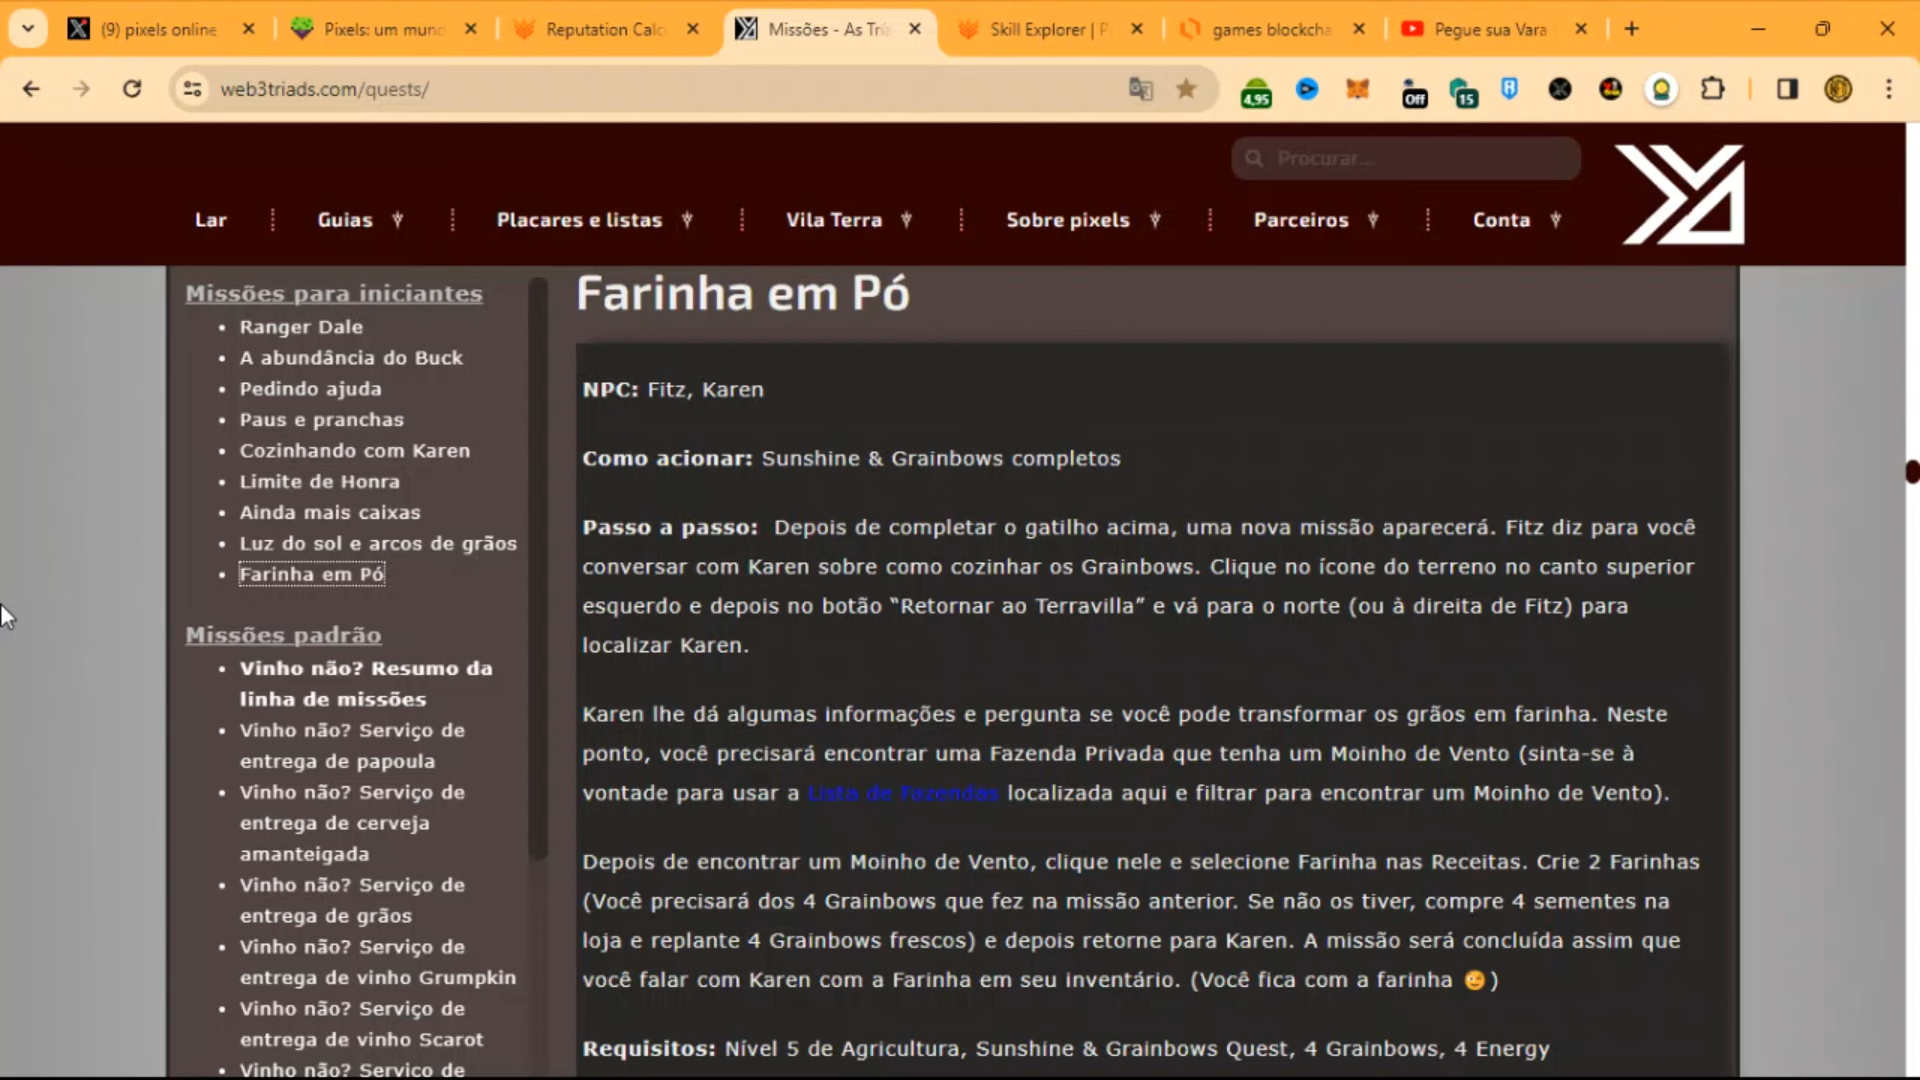 (9) pixels online
Pixels: um mund
Reputation Calc
Missões - As Tría
Skill Explorer | P
games blockcha
Pegue sua Vara
web3triads.com/quests/
4,95
Off
15
Procurar...
Lar
Guias
Placares e listas
Vila Terra
Sobre pixels
Parceiros
Conta
Missões para iniciantes
Ranger Dale
A abundância do Buck
Pedindo ajuda
Paus e pranchas
Cozinhando com Karen
Limite de Honra
Ainda mais caixas
Luz do sol e arcos de grãos
Farinha em Pó
Missões padrão
Vinho não? Resumo da
linha de missões
Vinho não? Serviço de
entrega de papoula
Vinho não? Serviço de
entrega de cerveja
amanteigada
Vinho não? Serviço de
entrega de grãos
Vinho não? Serviço de
entrega de vinho Grumpkin
Vinho não? Serviço de
entrega de vinho Scarot
Vinho não? Serviço de
Farinha em Pó
NPC: Fitz, Karen
Como acionar: Sunshine & Grainbows completos
Passo a passo: Depois de completar o gatilho acima, uma nova missão aparecerá. Fitz diz para você
conversar com Karen sobre como cozinhar os Grainbows. Clique no ícone do terreno no canto superior
esquerdo e depois no botão “Retornar ao Terravilla” e vá para o norte (ou à direita de Fitz) para
localizar Karen.
Karen lhe dá algumas informações e pergunta se você pode transformar os grãos em farinha. Neste
ponto, você precisará encontrar uma Fazenda Privada que tenha um Moinho de Vento (sinta-se à
vontade para usar a Lista de Fazendas localizada aqui e filtrar para encontrar um Moinho de Vento).
Depois de encontrar um Moinho de Vento, clique nele e selecione Farinha nas Receitas. Crie 2 Farinhas
(Você precisará dos 4 Grainbows que fez na missão anterior. Se não os tiver, compre 4 sementes na
loja e replante 4 Grainbows frescos) e depois retorne para Karen. A missão será concluída assim que
você falar com Karen com a Farinha em seu inventário. (Você fica com a farinha 😉 )
Requisitos: Nível 5 de Agricultura, Sunshine & Grainbows Quest, 4 Grainbows, 4 Energy